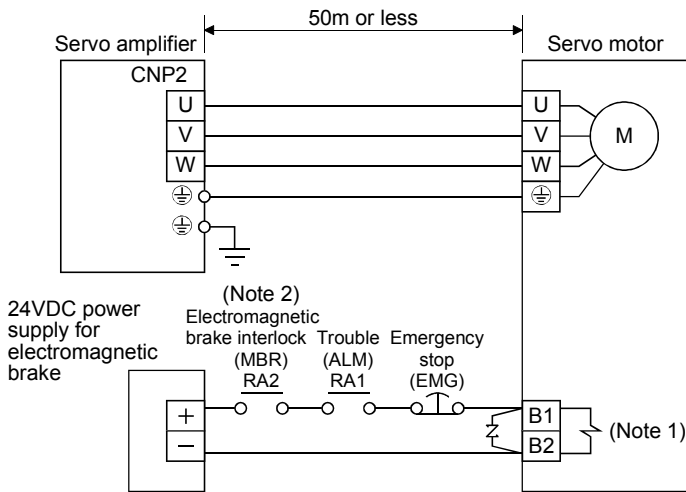 50m or less
Servo amplifier
Servo motor
CNP2
U
U
V
V
M
W
W
(Note 2)
24VDC power
supply for
electromagnetic
brake
Electromagnetic
brake interlock
(MBR)
RA2
Trouble
(ALM)
RA1
Emergency
stop
(EMG)
+
B1
(Note 1)
−
B2